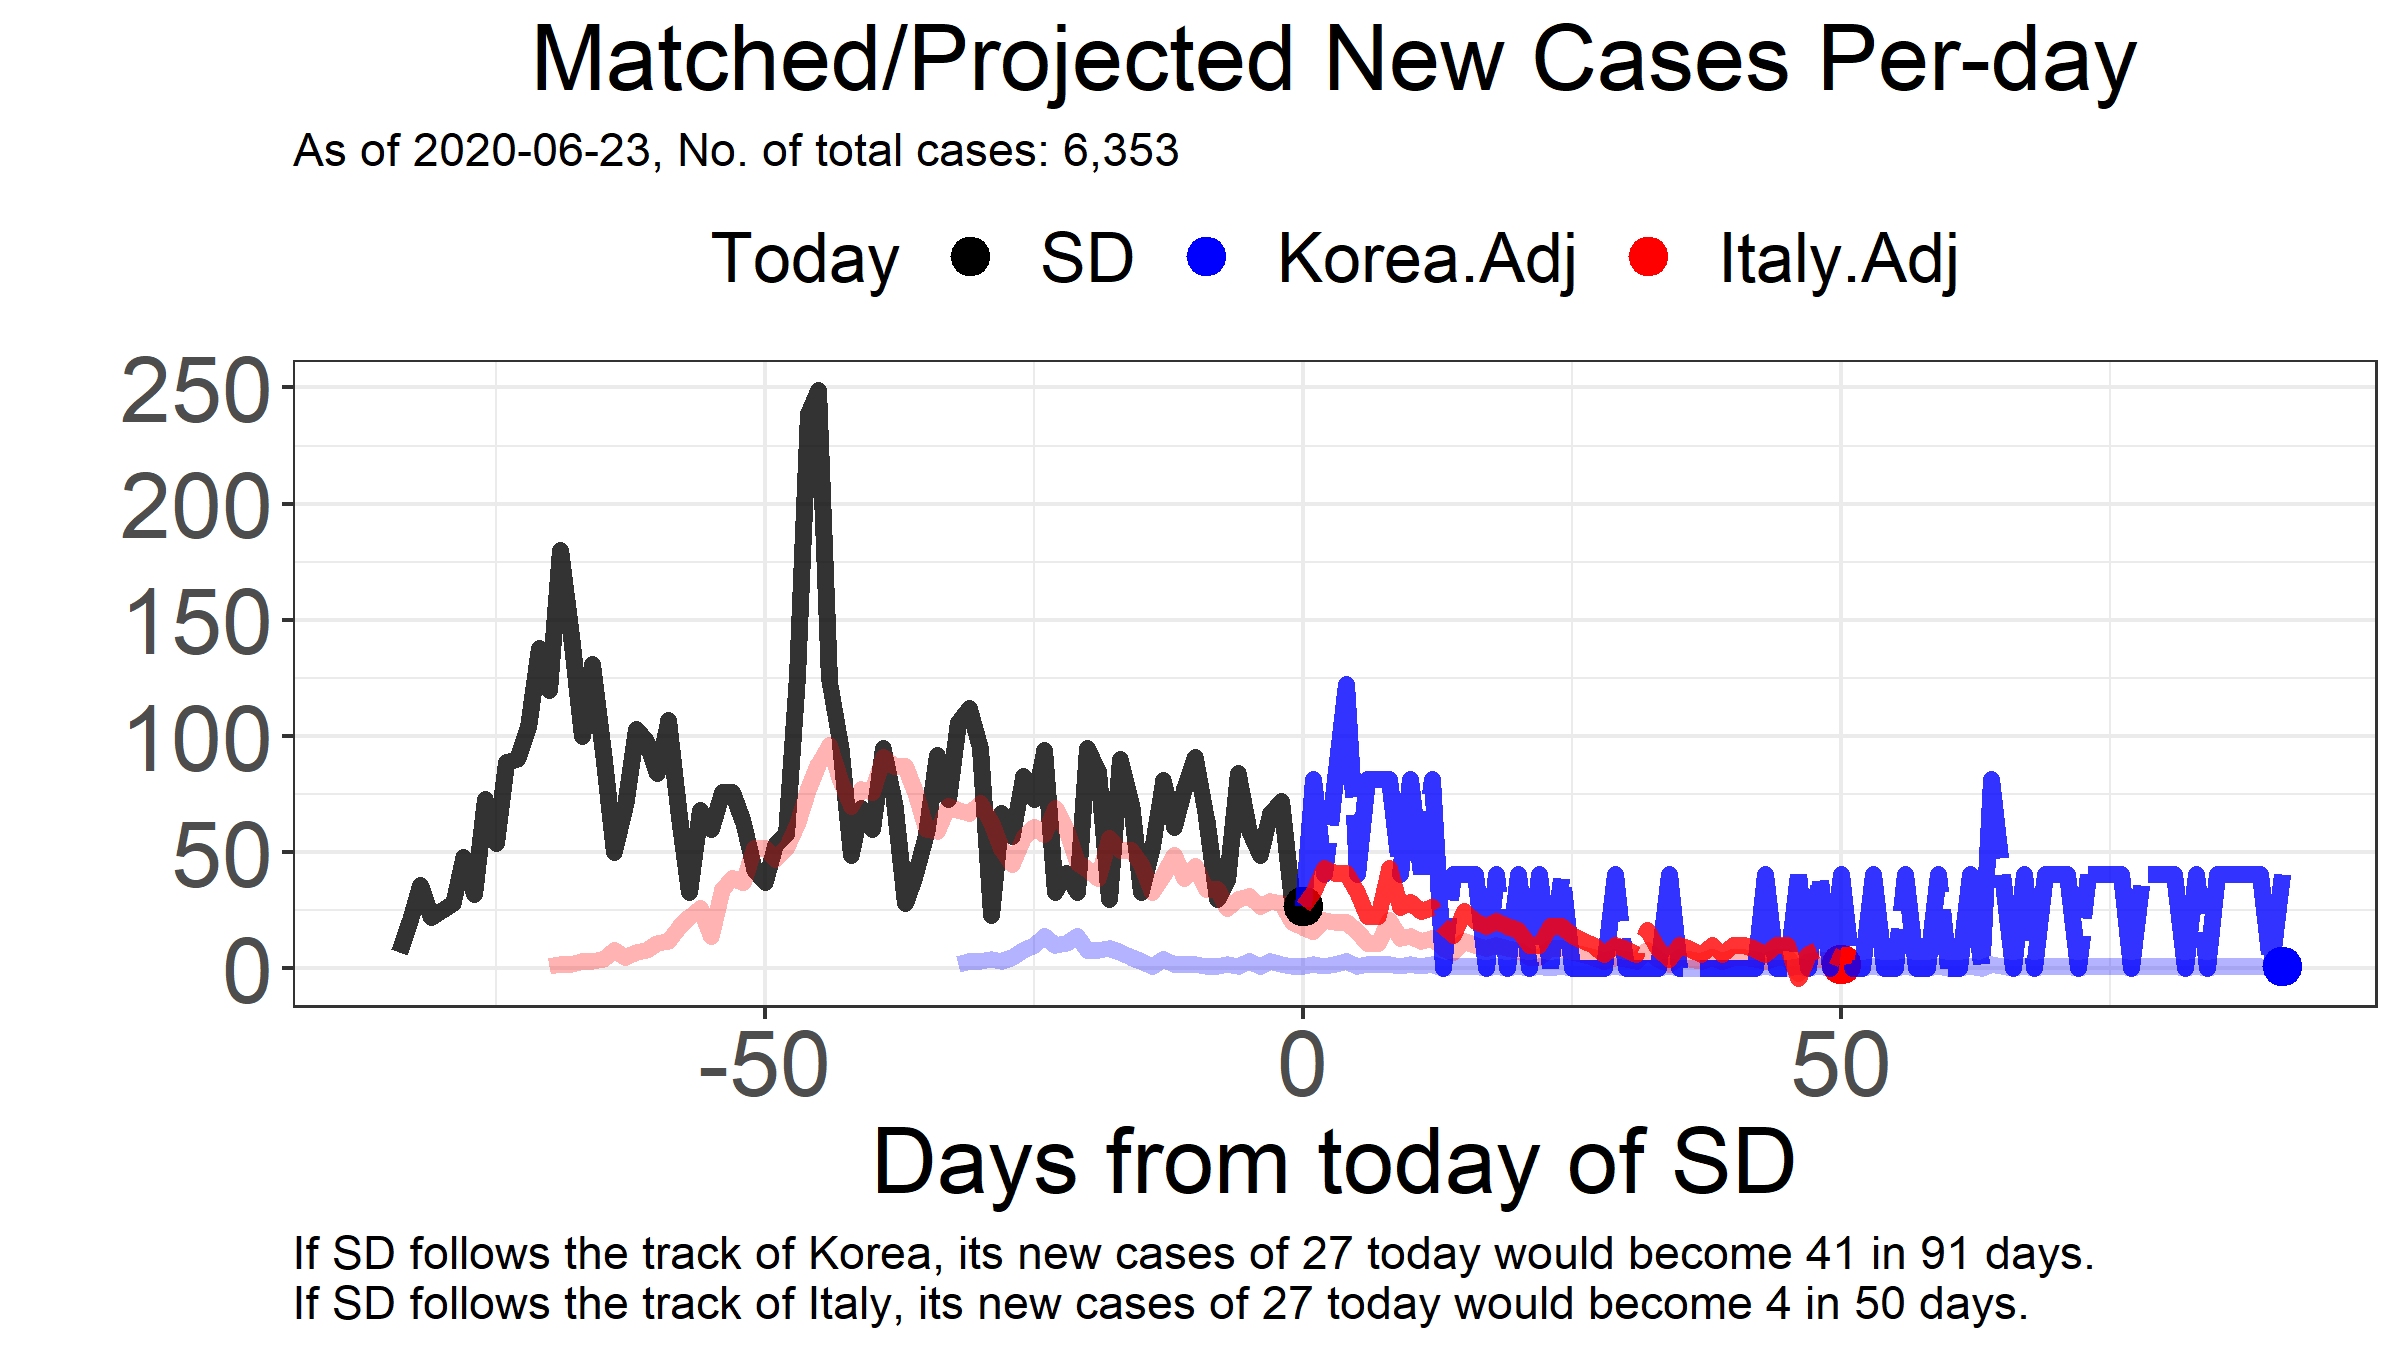 Matched/Projected New Cases Per-day
As of 2020-06-23, No. of total cases: 6,353
Today SD Korea.Adj Italy.Adj
250
200
150
100
50
0
-50 0 50
Days from today of SD
If SD follows the track of Korea, its new cases of 27 today would become 41 in 91 days.
If SD follows the track of Italy, its new cases of 27 today would become 4 in 50 days.